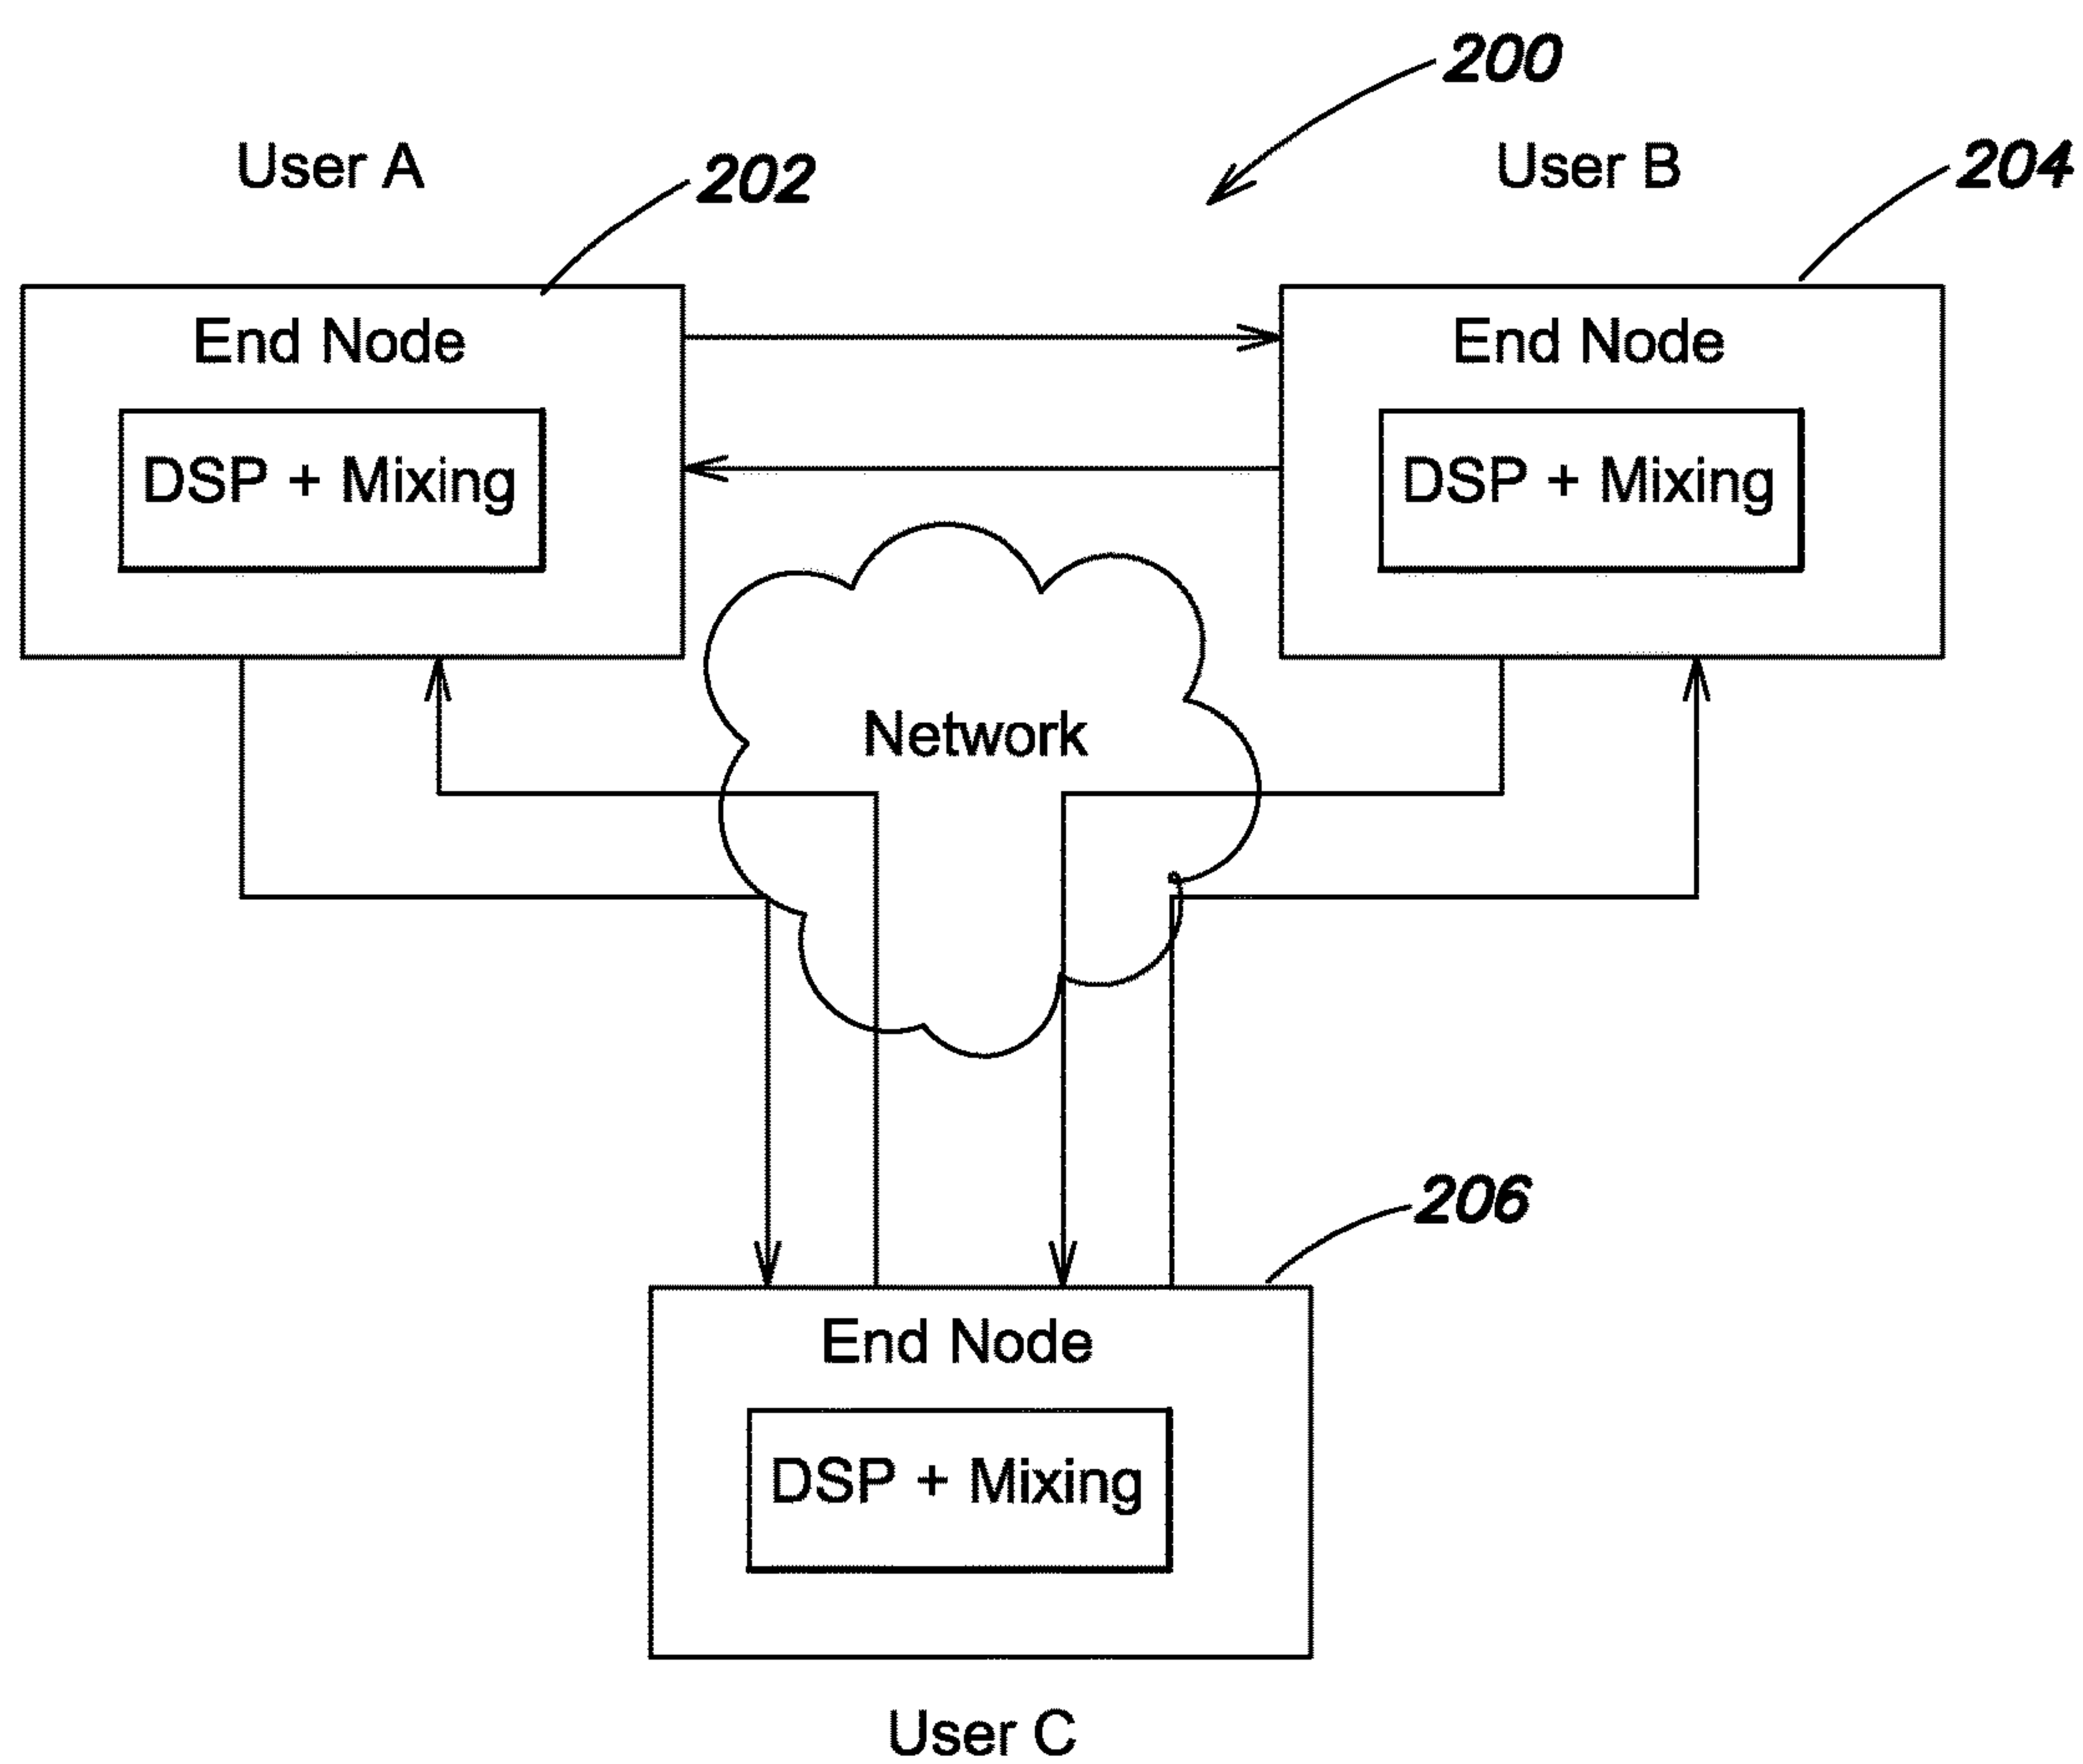 200
User A
202
User B
204
End Node
DSP + Mixing
End Node
DSP + Mixing
Network
206
End Node
DSP + Mixing
User C